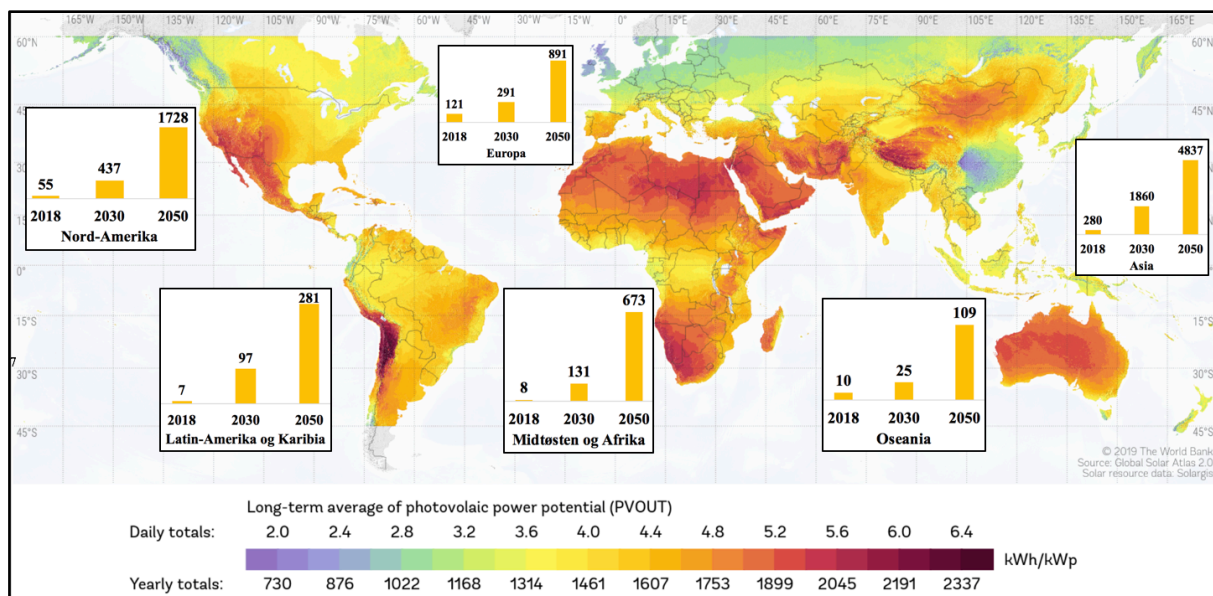 165°W 150°W 135°W 120°W 105°W 90°W 75°W 60°W 45°W 30°W 15°W 0° 15°E 30°E 45°E 60°E 75°E 90°E 105°E 120°E 135°E 150°E 165°E
60°N 60°N
45°N
30°N
15°N
0° 0°
15°S 15°S
30°S 30°S
45°S 45°S
55 437 1728
2018 2030 2050
Nord-Amerika
121 291 891
2018 2030 2050
Europa
280 1860 4837
2018 2030 2050
Asia
7 97 281
2018 2030 2050
Latin-Amerika og Karibia
8 131 673
2018 2030 2050
Midtøsten og Afrika
10 25 109
2018 2030 2050
Oseania
7
© 2019 The World Bank
Source: Global Solar Atlas 2.0
Solar resource data: Solargis
Long-term average of photovolaic power potential (PVOUT)
Daily totals: 2.0 2.4 2.8 3.2 3.6 4.0 4.4 4.8 5.2 5.6 6.0 6.4
kWh/kWp
Yearly totals: 730 876 1022 1168 1314 1461 1607 1753 1899 2045 2191 2337